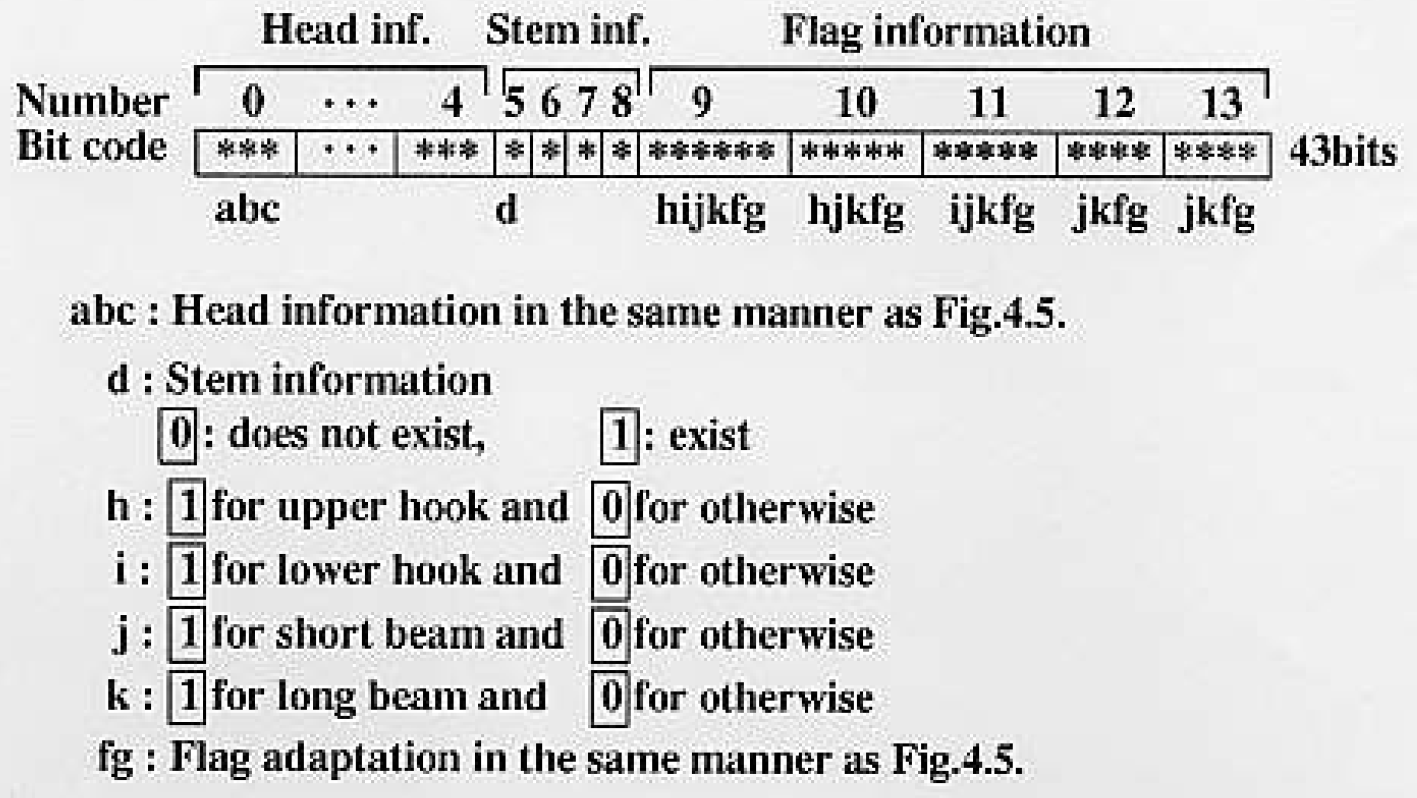 Head inf. Stem inf. Flag information
Number 0 ··· 4 5 6 7 8 9 10 11 12 13
Bit code *** ··· *** * * * * ****** ***** ***** **** **** 43bits
abc d hijkfg hjkfg ijkfg jkfg jkfg
abc : Head information in the same manner as Fig.4.5.
d : Stem information
0 : does not exist, 1 : exist
h : 1 for upper hook and 0 for otherwise
i : 1 for lower hook and 0 for otherwise
j : 1 for short beam and 0 for otherwise
k : 1 for long beam and 0 for otherwise
fg : Flag adaptation in the same manner as Fig.4.5.